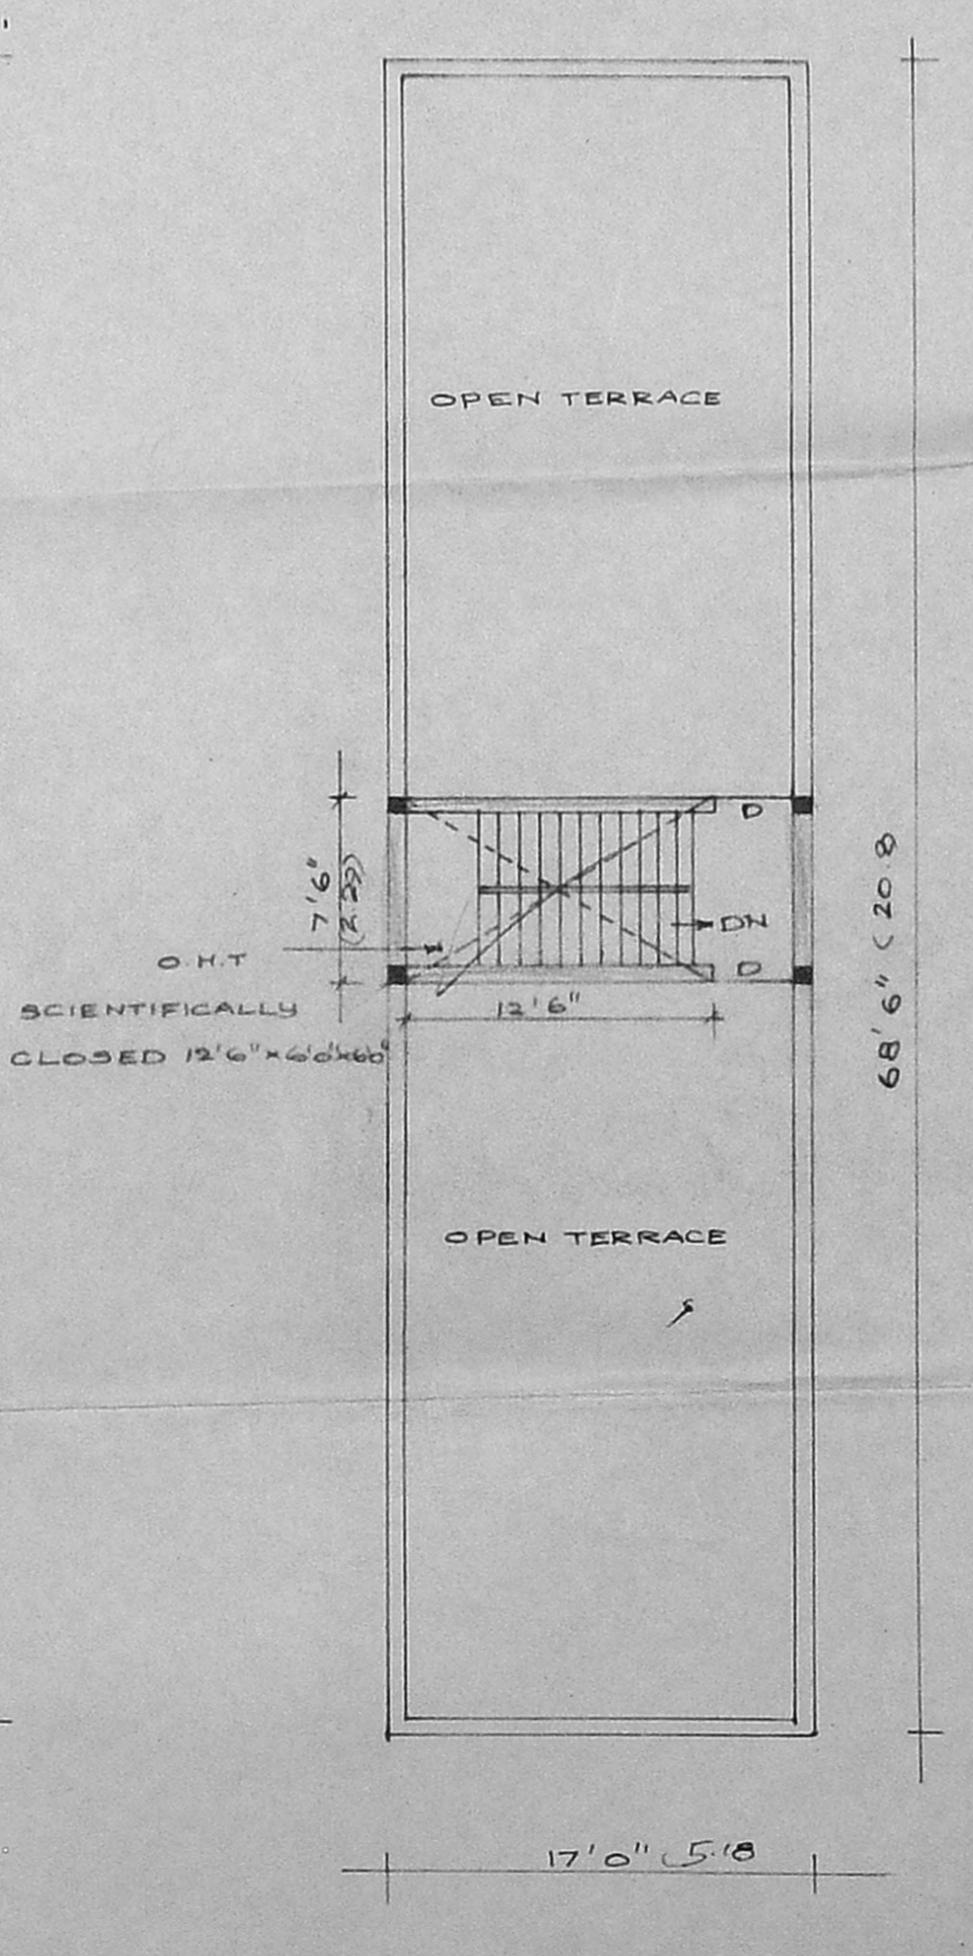 OPEN TERRACE
D
7'6"
(2.29)
DN
O.H.T
D
SCIENTIFICALLY
12'6"
CLOSED 12'6"×6'0"×6'0"
68'6" (20.8
OPEN TERRACE
17'0" (5.18